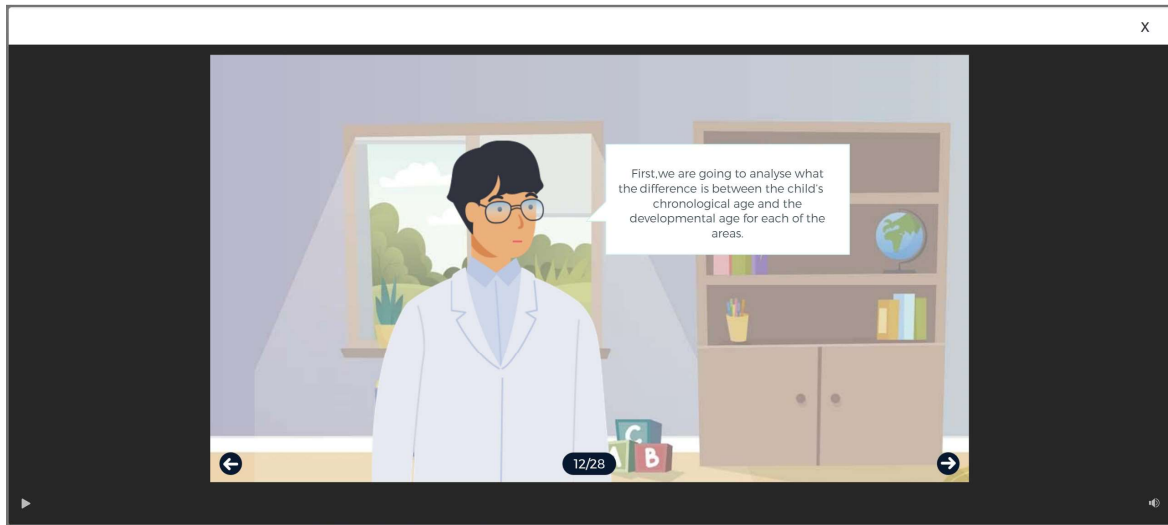 X
First,we are going to analyse what
the difference is between the child's
chronological age and the
developmental age for each of the
areas.
C
A
B
12/28